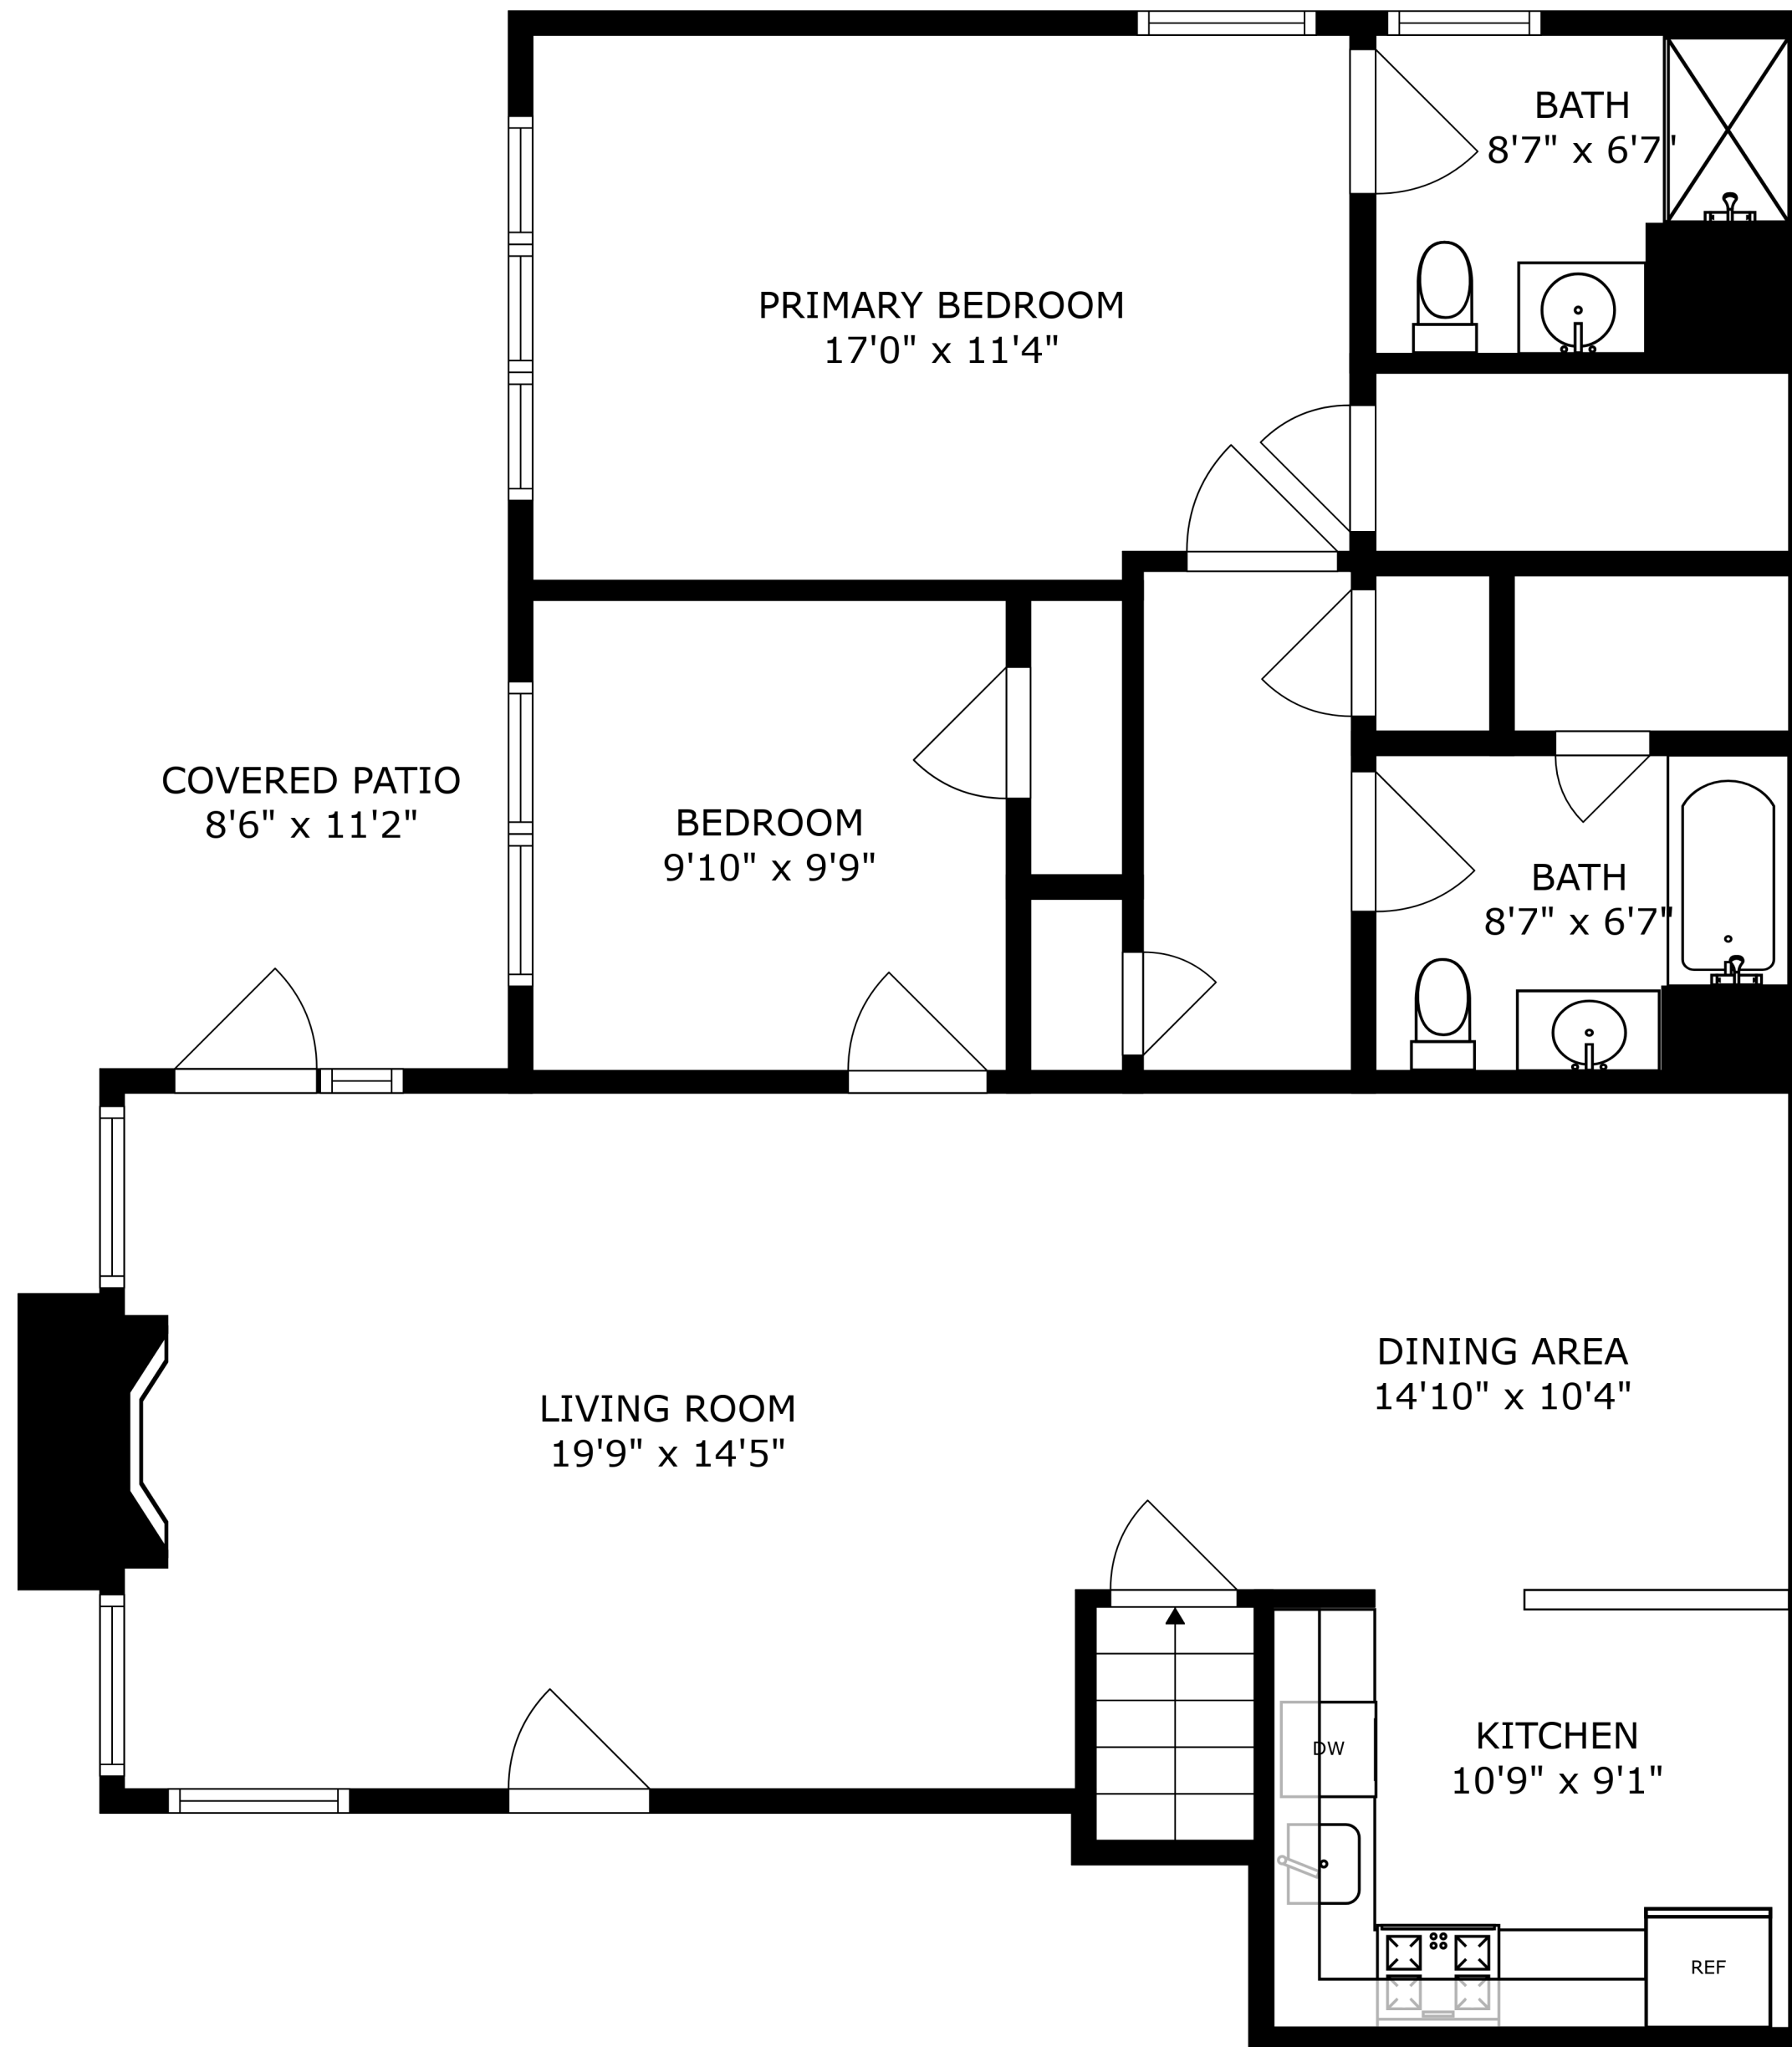 BATH
8'7" x 6'7"
PRIMARY BEDROOM
17'0" x 11'4"
COVERED PATIO
8'6" x 11'2"
BEDROOM
9'10" x 9'9"
BATH
8'7" x 6'7"
DINING AREA
14'10" x 10'4"
LIVING ROOM
19'9" x 14'5"
KITCHEN
10'9" x 9'1"
DW
REF